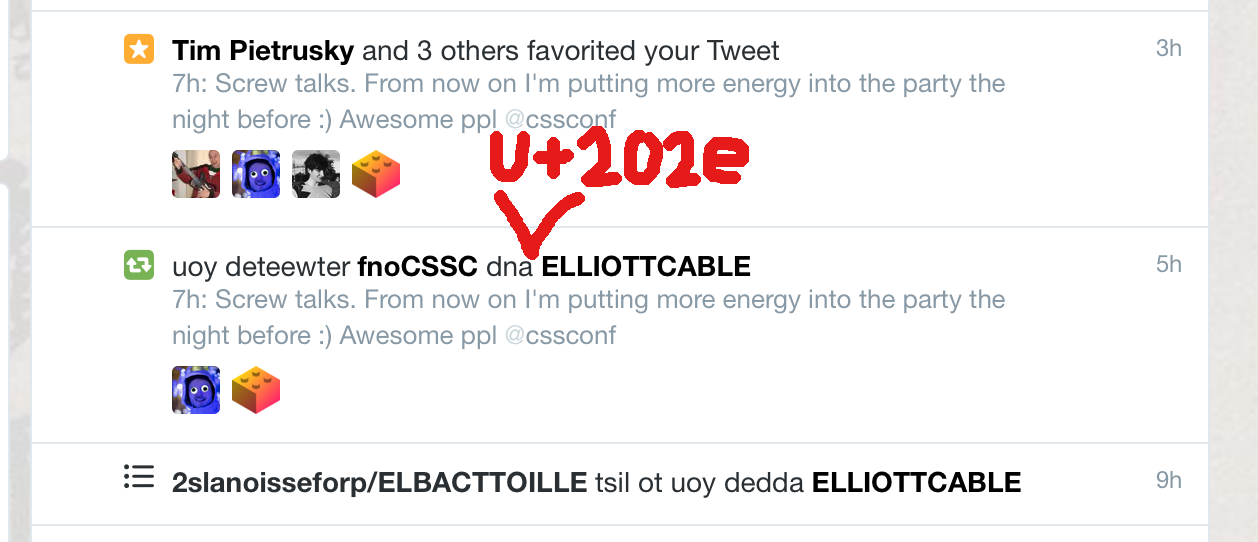 Tim Pietrusky and 3 others favorited your Tweet 3h
7h: Screw talks. From now on I'm putting more energy into the party the
night before :) Awesome ppl @cssconf
U+202e
uoy deteewter fnoCSSC dna ELLIOTTCABLE 5h
7h: Screw talks. From now on I'm putting more energy into the party the
night before :) Awesome ppl @cssconf
2slanoisseforp/ELBACTTOILLE tsil ot uoy dedda ELLIOTTCABLE 9h